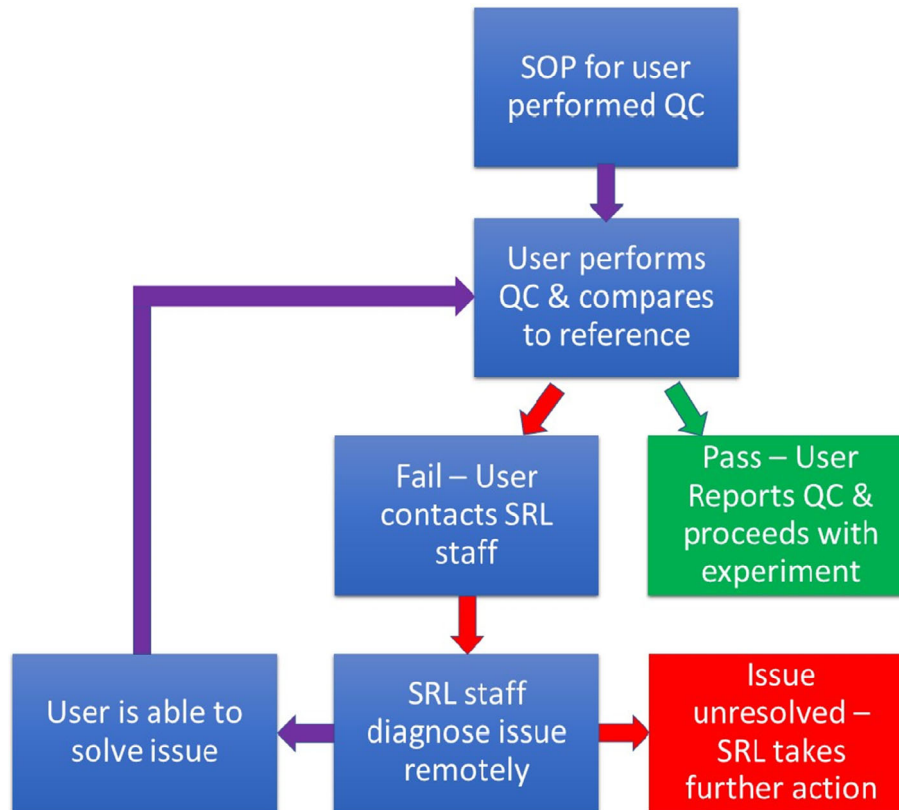 SOP for user
performed QC
User performs
QC & compares
to reference
Fail – User
contacts SRL
staff
Pass – User
Reports QC &
proceeds with
experiment
User is able to
solve issue
SRL staff
diagnose issue
remotely
Issue
unresolved –
SRL takes
further action